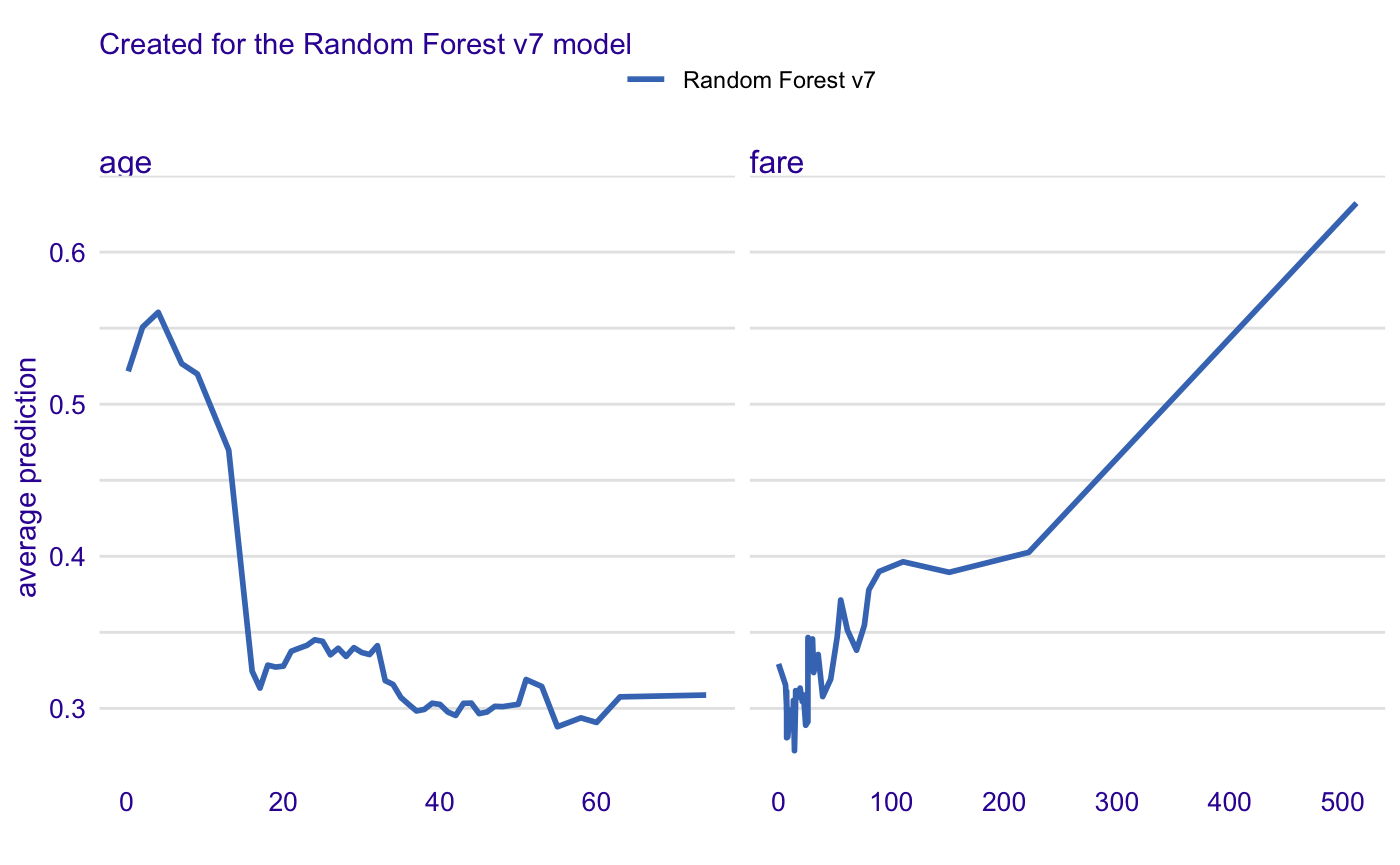 Created for the Random Forest v7 model
Random Forest v7
age
fare
average prediction
0.6
0.5
0.4
0.3
0 20 40 60
0 100 200 300 400 500